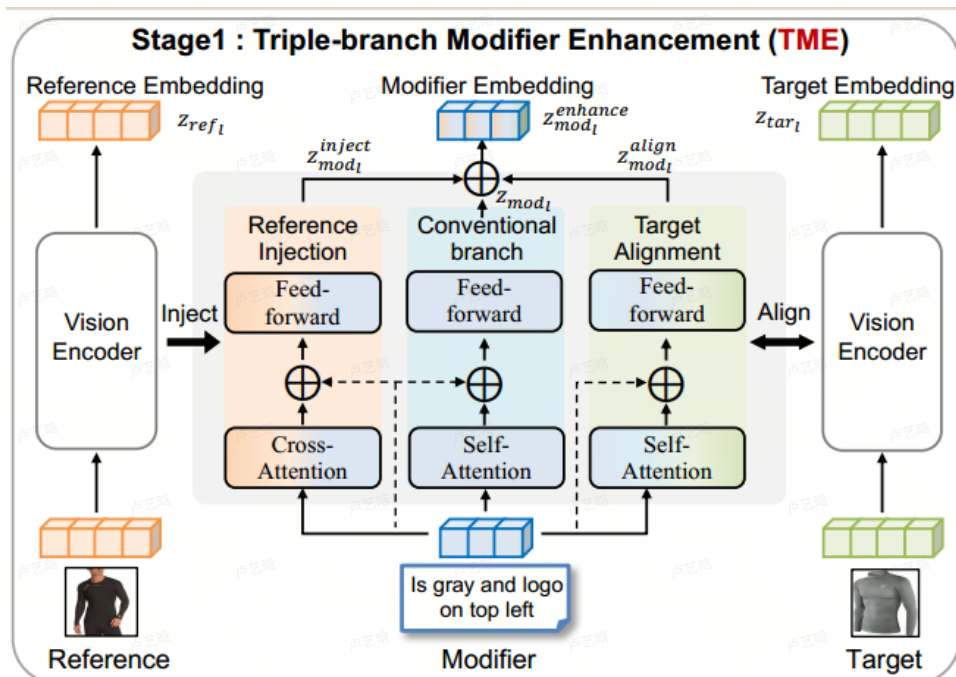 Stage1 : Triple-branch Modifier Enhancement (TME)
Reference Embedding
Modifier Embedding
Target Embedding
z_{ref_l}
z_{mod_l}^{enhance}
z_{tar_l}
z_{mod_l}^{inject}
z_{mod_l}^{align}
z_{mod_l}
Reference
Injection
Conventional
branch
Target
Alignment
Feed-
forward
Feed-
forward
Feed-
forward
Vision
Encoder
Inject
Align
Vision
Encoder
Cross-
Attention
Self-
Attention
Self-
Attention
Is gray and logo
on top left
Reference
Modifier
Target
卢艺晗